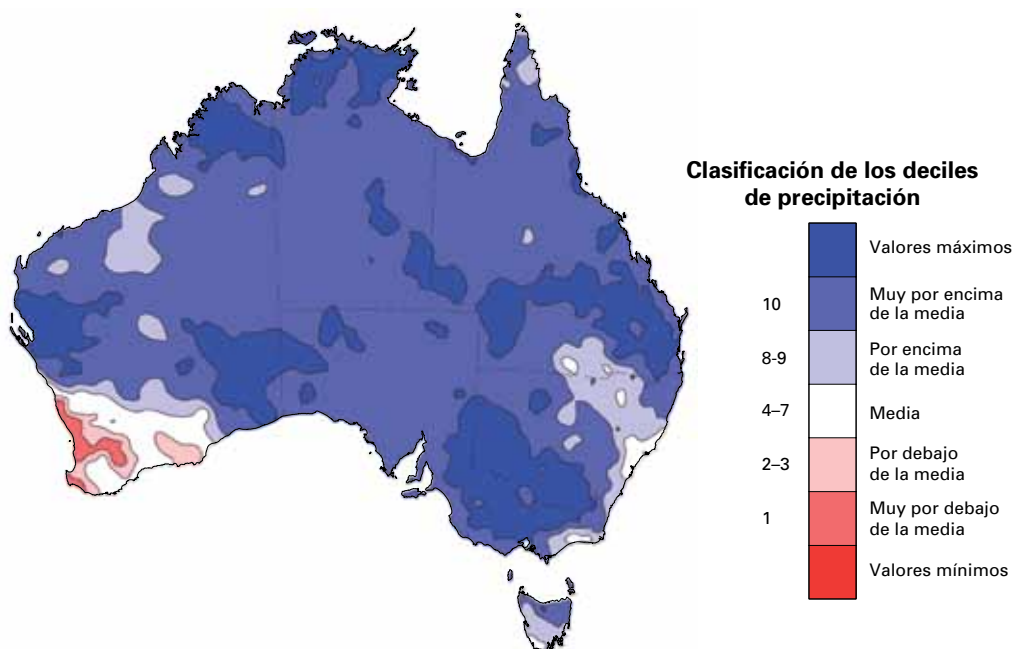 Clasificación de los deciles
de precipitación
Valores máximos
10
Muy por encima
de la media
8-9
Por encima
de la media
4–7
Media
2–3
Por debajo
de la media
1
Muy por debajo
de la media
Valores mínimos